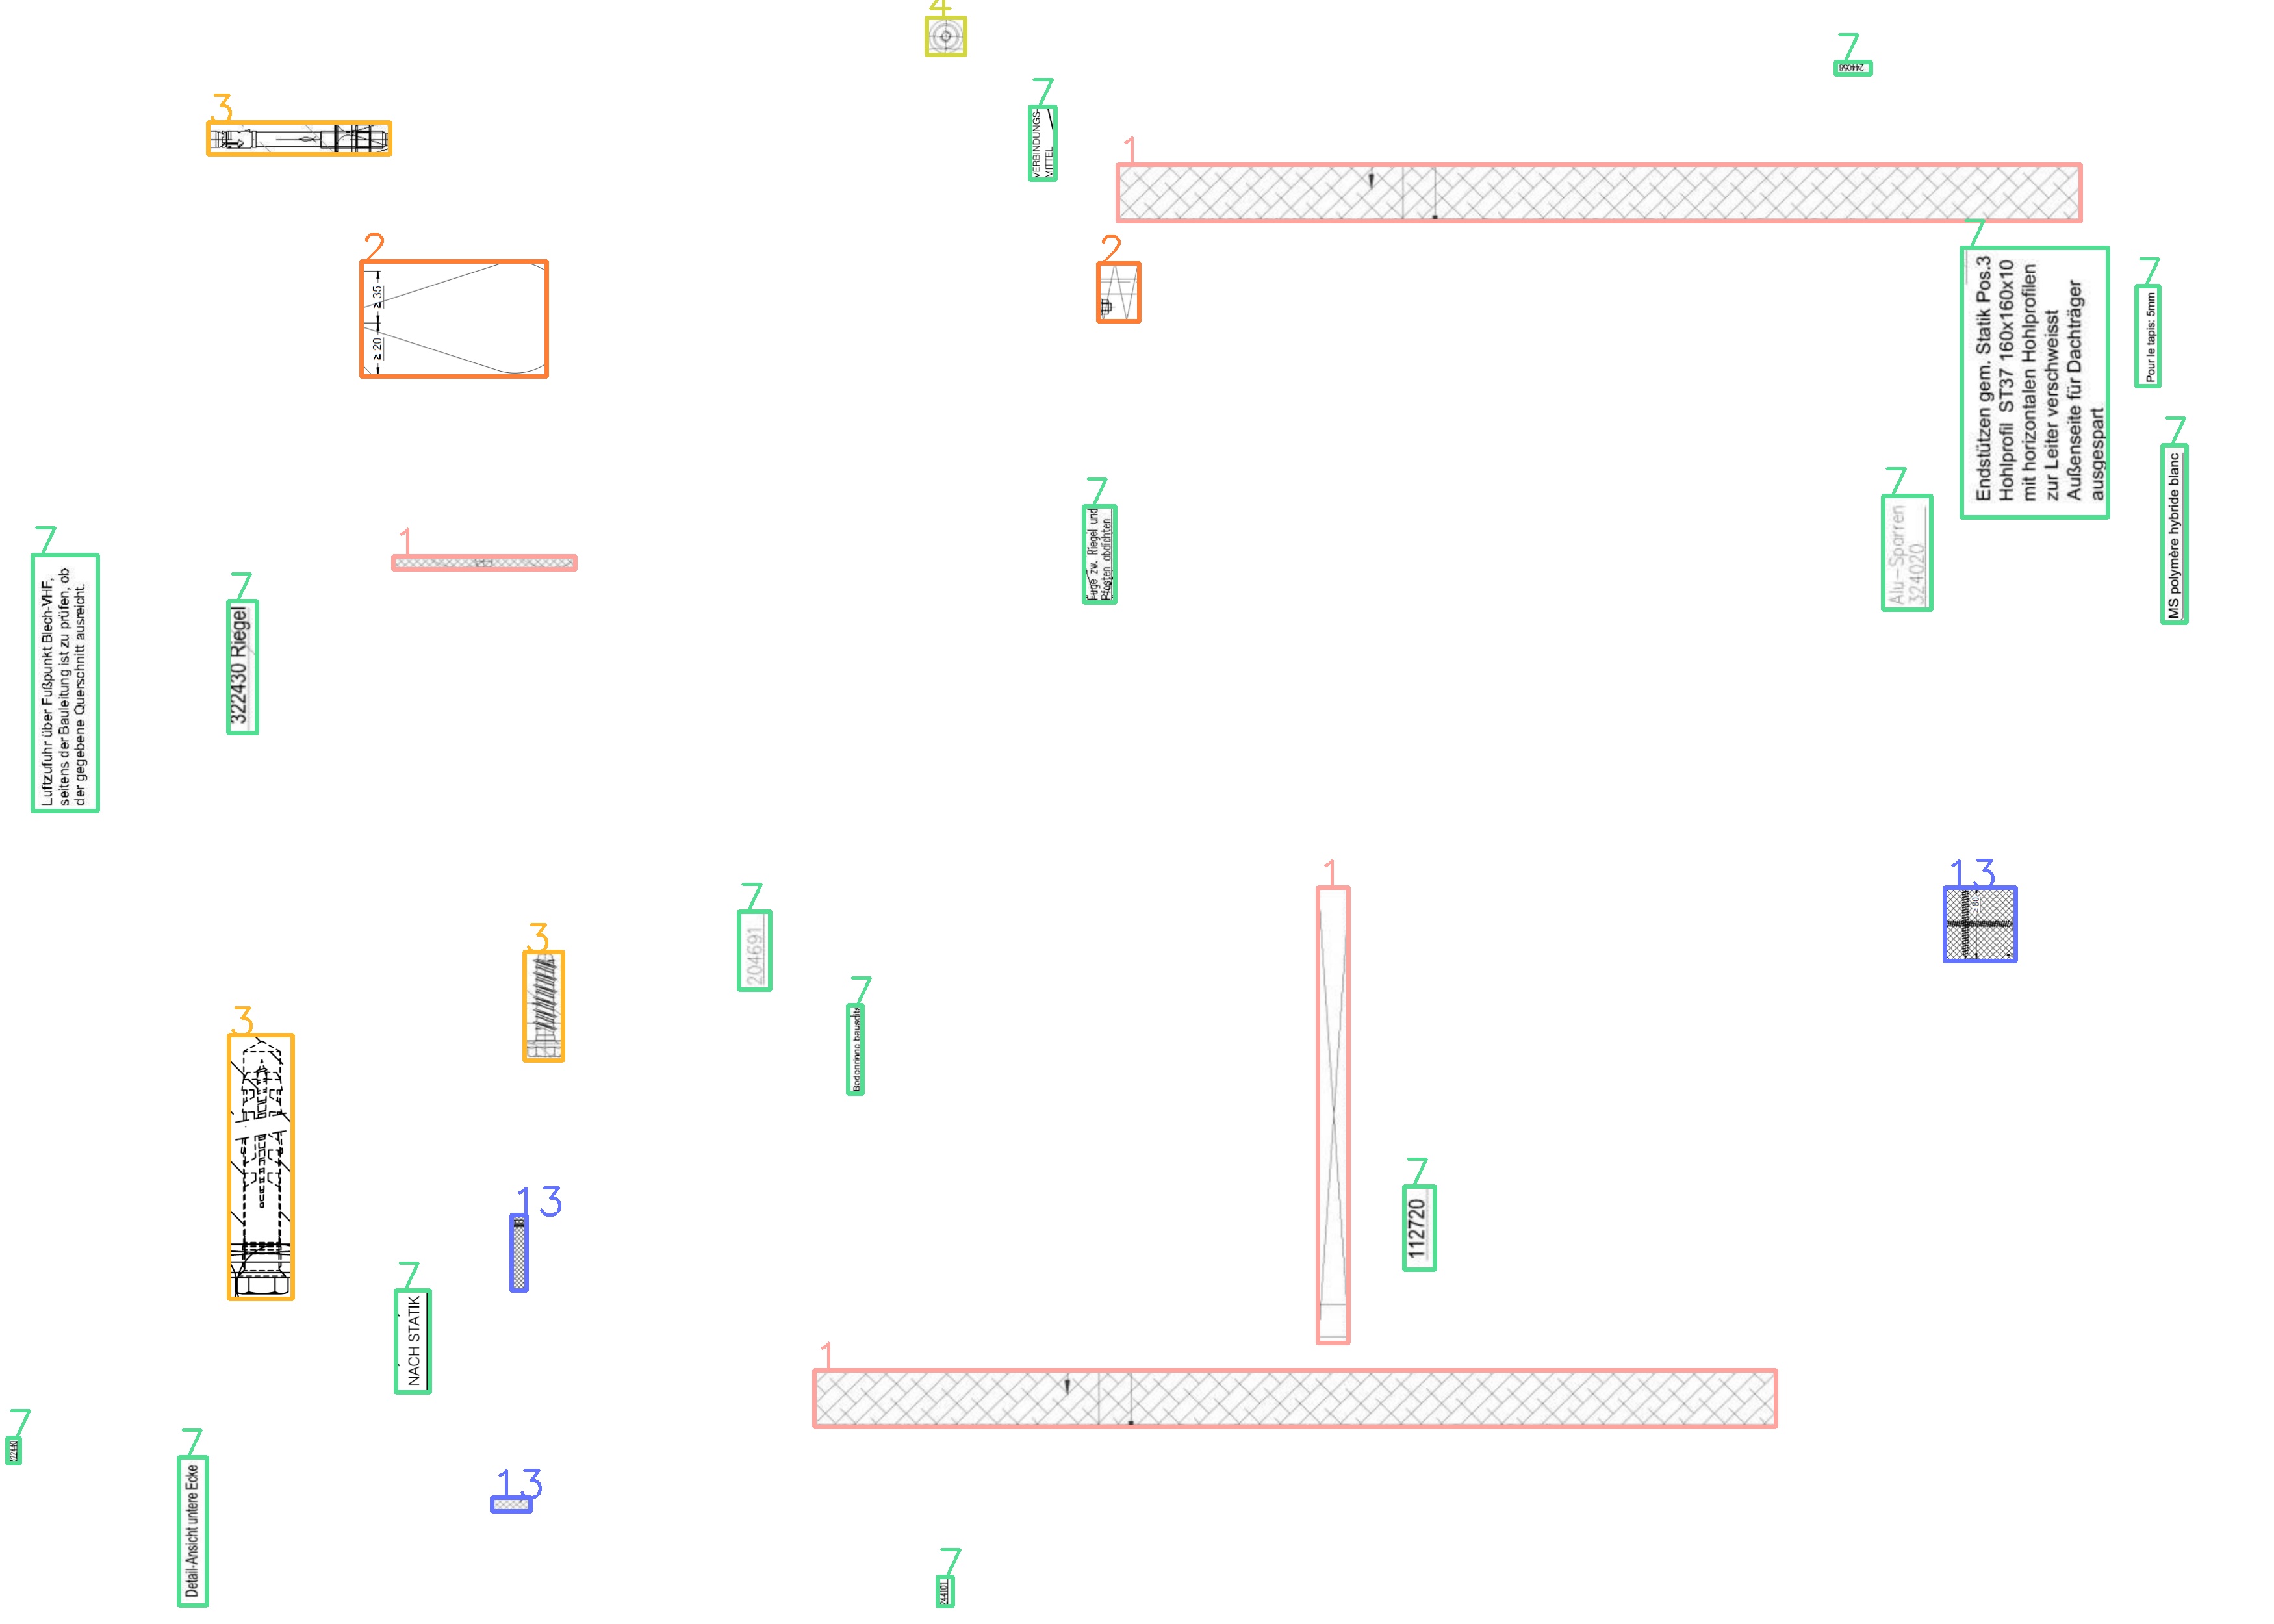 4
7
244056
7
3
VERBINDUNGS-
MITTEL
1
7
2
≥ 35
≥ 20
2
Endstützen gem. Statik Pos.3
Hohlprofil ST37 160x160x10
mit horizontalen Hohlprofilen
zur Leiter verschweisst
Außenseite für Dachträger
ausgespart
7
Pour le tapis: 5mm
7
MS polymère hybride blanc
7
Alu-Sparren
324020
7
Fuge zw. Riegel und
Pfosten abdichten
7
Luftzufuhr über Fußpunkt Blech-VHF,
seitens der Bauleitung ist zu prüfen, ob
der gegebene Querschnitt ausreicht.
1
7
322430 Riegel
1
13
≥ 80
7
204691
3
7
Bodenrinne bauseits
3
7
112720
13
7
NACH STATIK
1
7
322440
7
Detail-Ansicht untere Ecke
13
7
244101